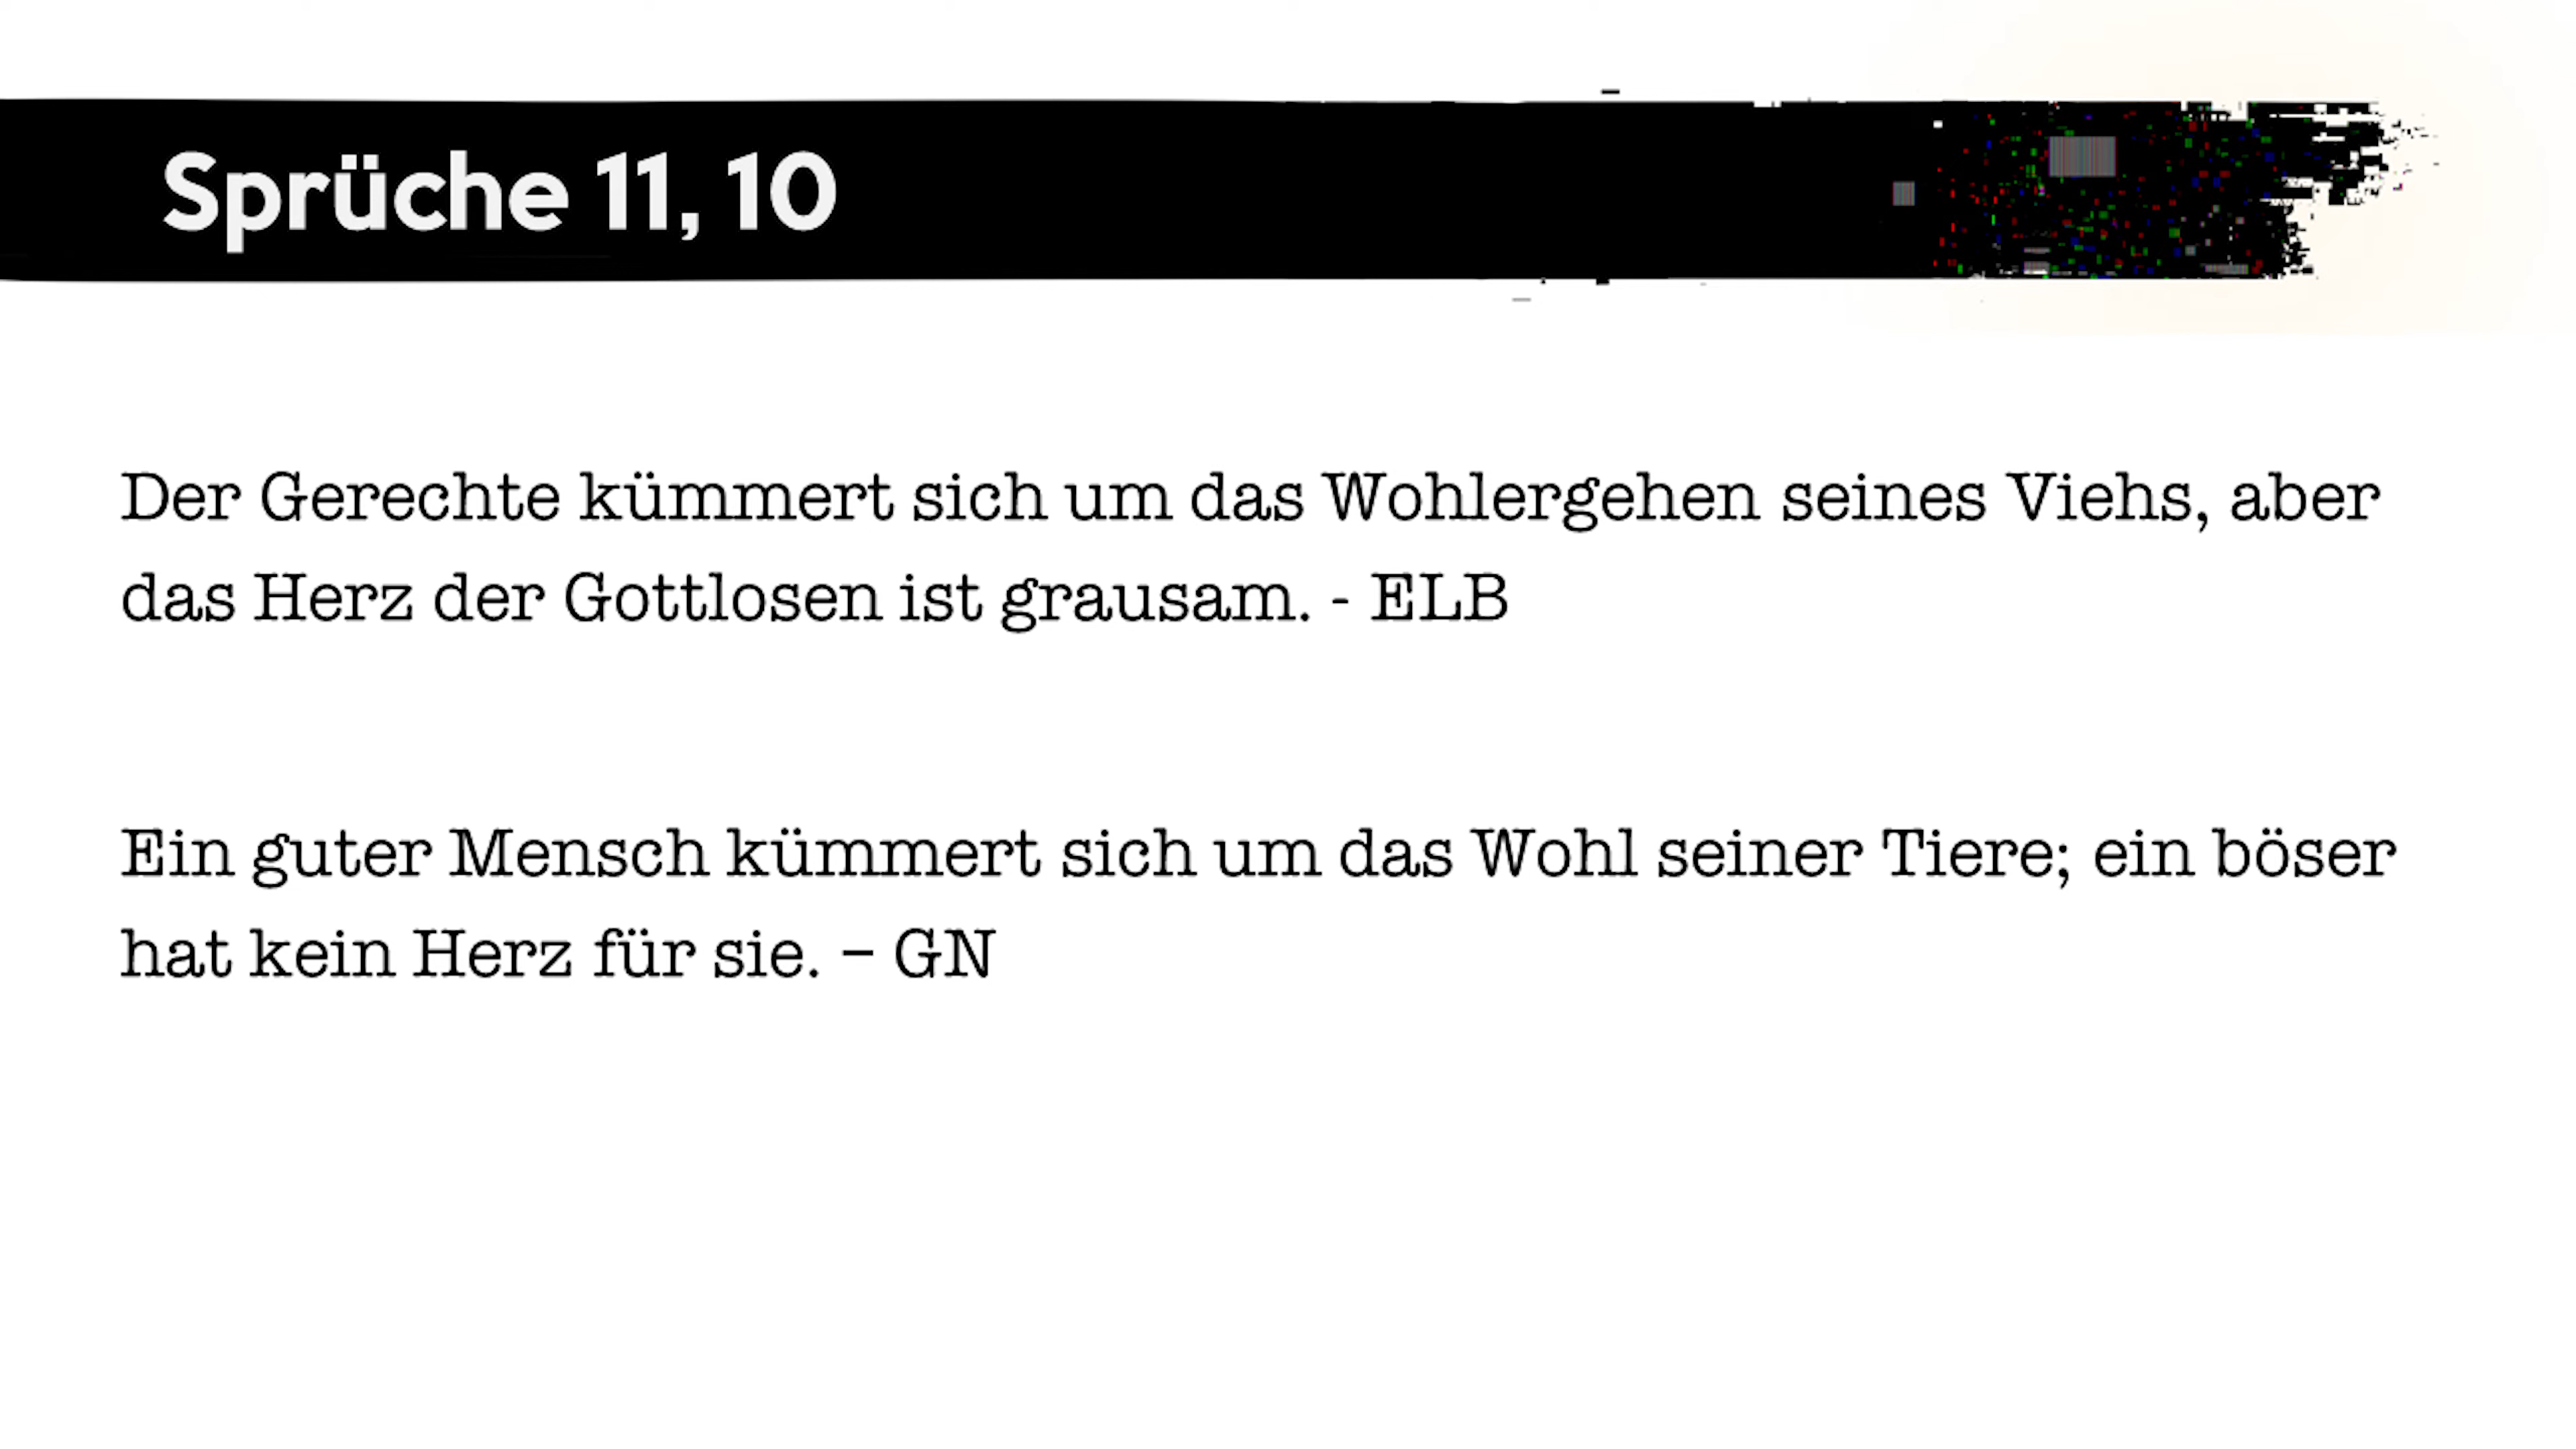 Sprüche 11, 10
Der Gerechte kümmert sich um das Wohlergehen seines Viehs, aber
das Herz der Gottlosen ist grausam. - ELB
Ein guter Mensch kümmert sich um das Wohl seiner Tiere; ein böser
hat kein Herz für sie. – GN